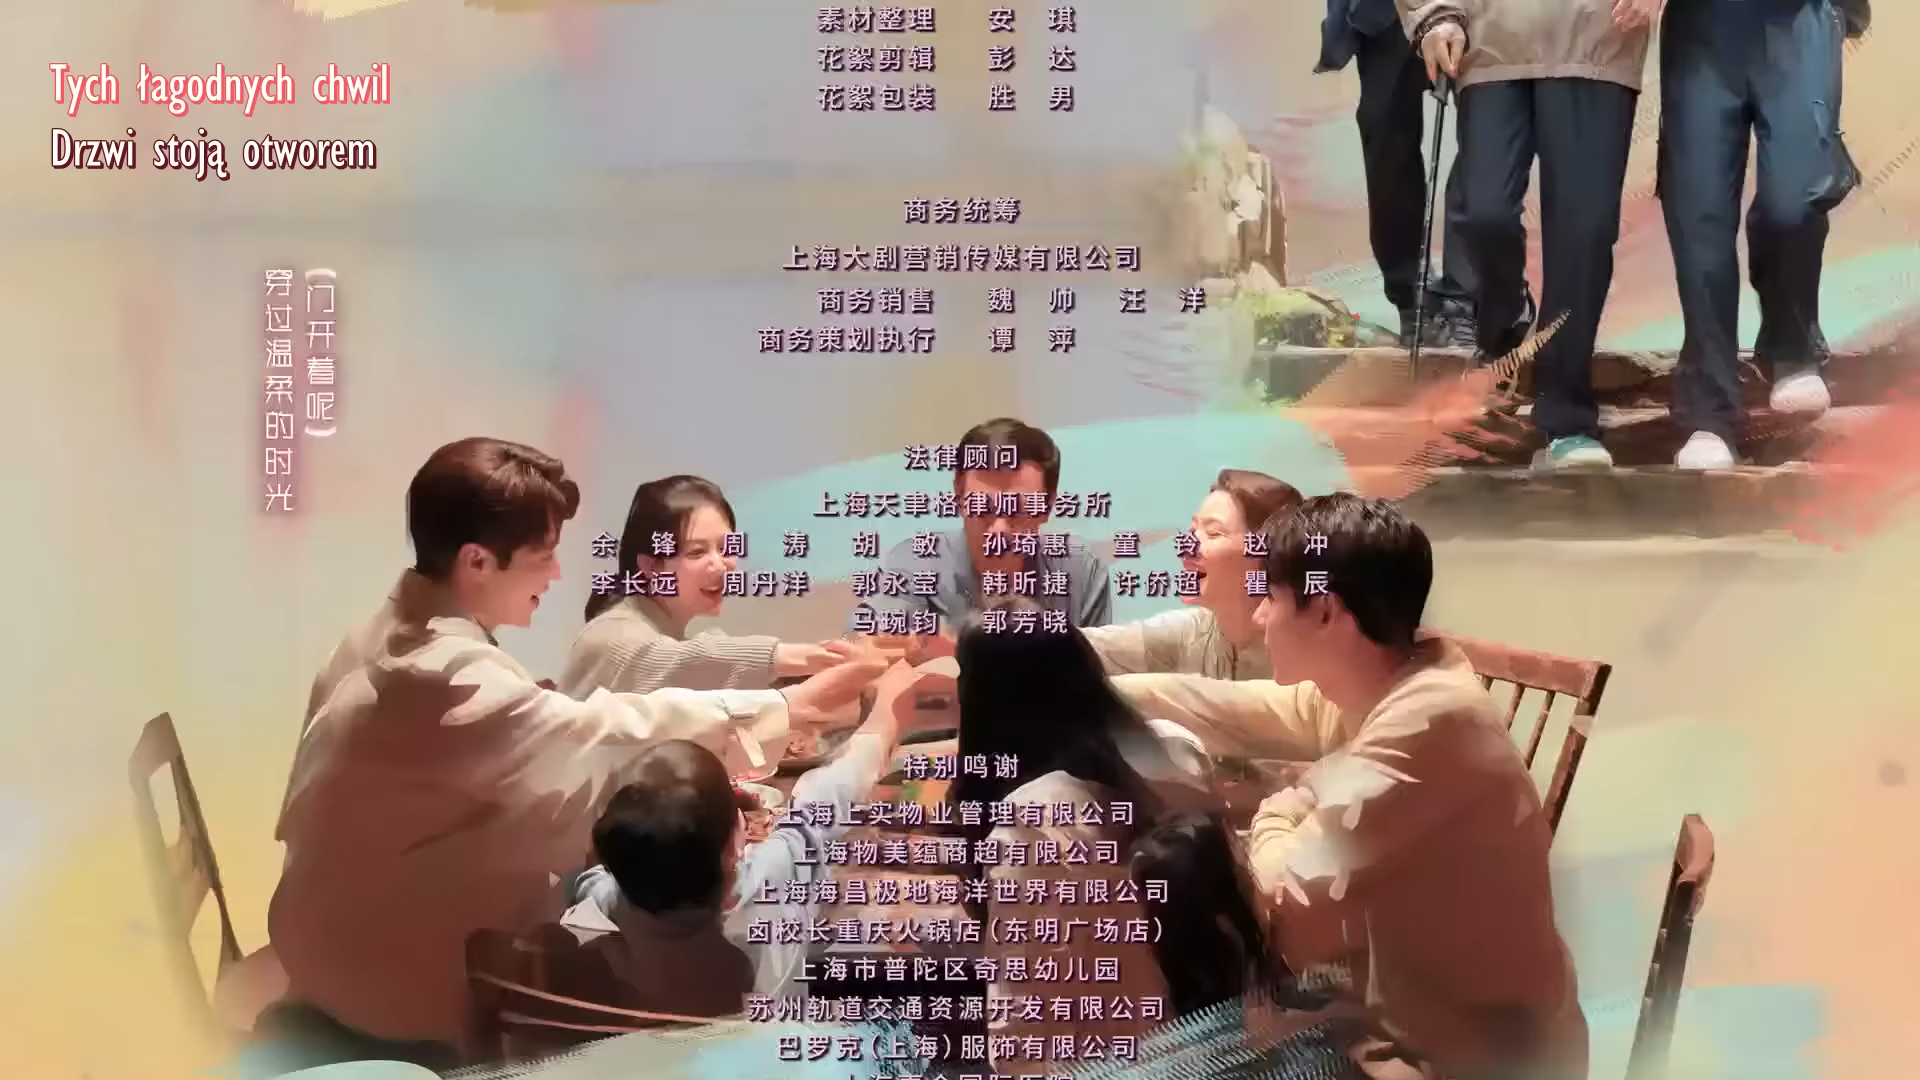 Tych łagodnych chwil
Drzwi stoją otworem
(门开着呢)
穿过温柔的时光
素材整理 安 琪
花絮剪辑 彭 达
花絮包装 胜 男
商务统筹
上海大剧营销传媒有限公司
商务销售 魏 帅 汪 洋
商务策划执行 谭 萍
法律顾问
上海天聿格律师事务所
余 锋 周 涛 胡 敏 孙琦惠 童 铃 赵 冲
李长远 周丹洋 郭永莹 韩昕捷 许侨超 瞿 辰
马琬钧 郭芳晓
特别鸣谢
上海上实物业管理有限公司
上海物美蕴商超有限公司
上海海昌极地海洋世界有限公司
卤校长重庆火锅店(东明广场店)
上海市普陀区奇思幼儿园
苏州轨道交通资源开发有限公司
巴罗克(上海)服饰有限公司